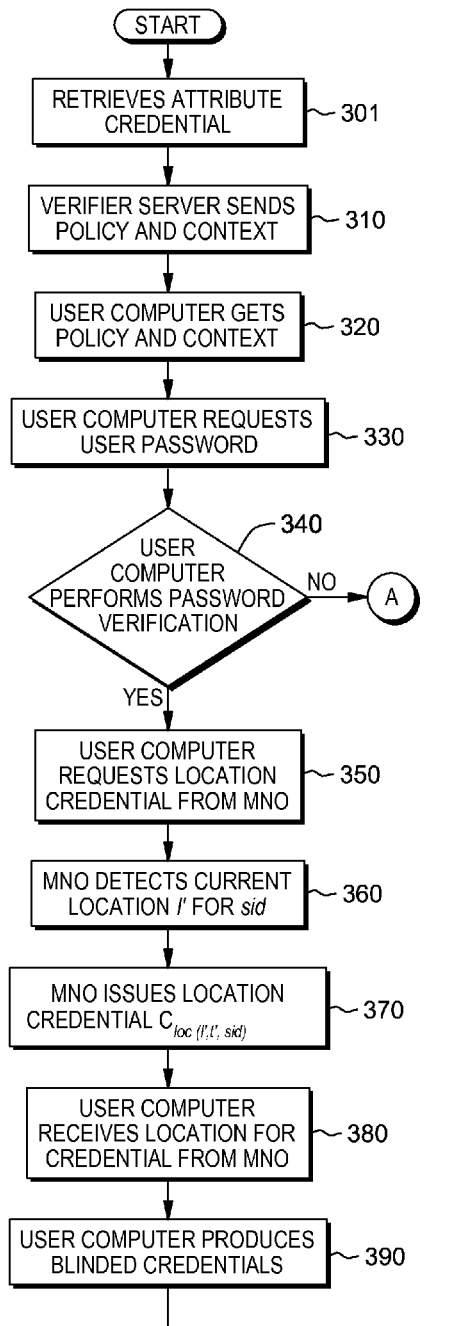 START
RETRIEVES ATTRIBUTE
CREDENTIAL
301
VERIFIER SERVER SENDS
POLICY AND CONTEXT
310
USER COMPUTER GETS
POLICY AND CONTEXT
320
USER COMPUTER REQUESTS
USER PASSWORD
330
340
USER
COMPUTER
PERFORMS PASSWORD
VERIFICATION
NO
A
YES
USER COMPUTER
REQUESTS LOCATION
CREDENTIAL FROM MNO
350
MNO DETECTS CURRENT
LOCATION l' FOR sid
360
MNO ISSUES LOCATION
CREDENTIAL C loc (l',t', sid)
370
USER COMPUTER
RECEIVES LOCATION FOR
CREDENTIAL FROM MNO
380
USER COMPUTER PRODUCES
BLINDED CREDENTIALS
390